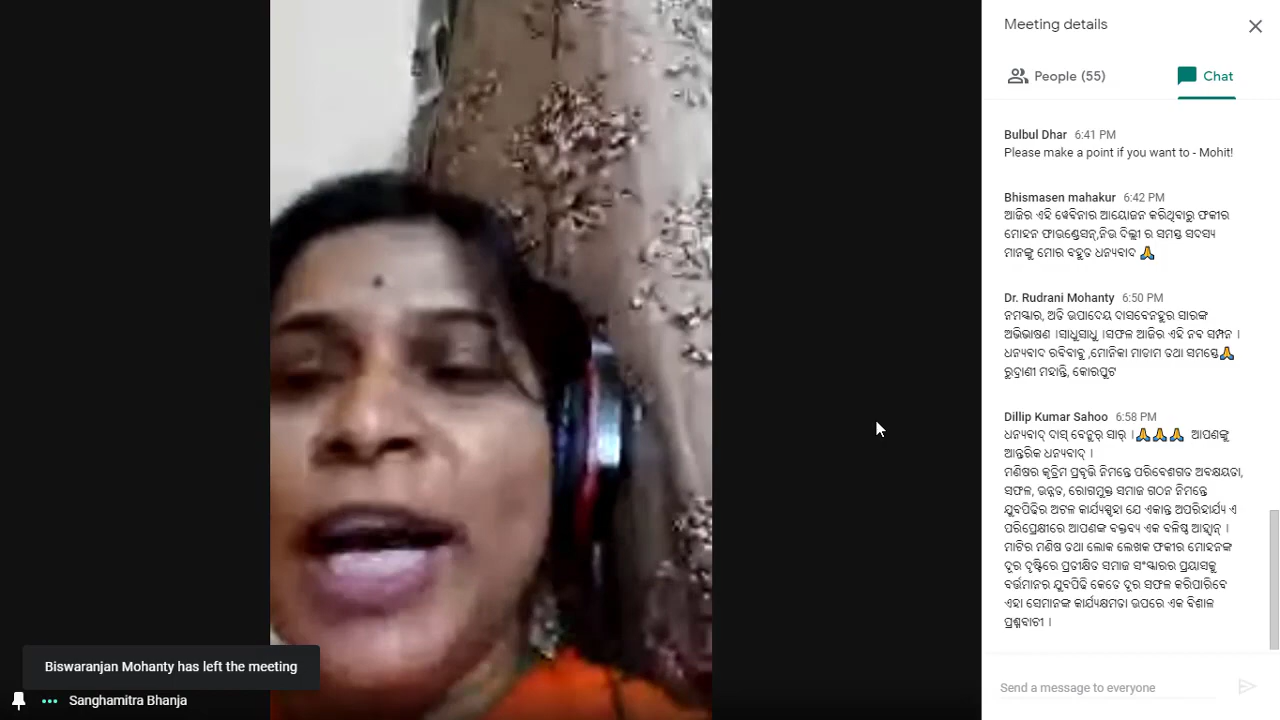 Meeting details
People (55)
Chat
Bulbul Dhar 6:41 PM
Please make a point if you want to - Mohit!
Bhismasen mahakur 6:42 PM
ଆଜିର ଏହି ୱେବିନାର ଆୟୋଜନ କରିଥିବାରୁ ଫକୀର
ମୋହନ ଫାଉଣ୍ଡେସନ୍,ନିଉ ଦିଲ୍ଲୀ ର ସମସ୍ତ ସଦସ୍ୟ
ମାନଙ୍କୁ ମୋର ବହୁତ ଧନ୍ୟବାଦ 🙏
Dr. Rudrani Mohanty 6:50 PM
ନମସ୍କାର, ଅତି ଉପାଦେୟ ଦାସବେନହୁର ସାରଙ୍କ
ଅଭିଭାଷଣ ।ସାଧୁସାଧୁ ।ସଫଳ ଆଜିର ଏହି ନବ ସମ୍ପନ ।
ଧନ୍ୟବାଦ ରବିବାବୁ ,ମୋନିକା ମାଡାମ ତଥା ସମସ୍ତେ🙏
ରୁଦ୍ରାଣୀ ମହାନ୍ତି, କୋରାପୁଟ
Dillip Kumar Sahoo 6:58 PM
ଧନ୍ୟବାଦ୍ ଦାସ୍ ବେନୁର୍ ସାର୍ ।🙏🙏🙏 ଆପଣଙ୍କୁ
ଆନ୍ତରିକ ଧନ୍ୟବାଦ୍ ।
ମଣିଷର କୃତ୍ରିମ ପ୍ରବୃତ୍ତି ନିମନ୍ତେ ପରିବେଶଗତ ଅବକ୍ଷୟତା,
ସଫଳ, ଉନ୍ନତ, ରୋଗମୁକ୍ତ ସମାଜ ଗଠନ ନିମନ୍ତେ
ଯୁବପିଢିର ଅଟଳ କାର୍ଯ୍ୟସ୍ପୃହା ଯେ ଏକାନ୍ତ ଅପରିହାର୍ଯ୍ୟ ଏ
ପରିପ୍ରେକ୍ଷୀରେ ଆପଣଙ୍କ ବକ୍ତବ୍ୟ ଏକ ବଳିଷ୍ଠ ଆହ୍ୱାନ୍ ।
ମାଟିର ମଣିଷ ତଥା ଲୋକ ଲେଖକ ଫକୀର ମୋହନଙ୍କ
ଦୂର ଦୃଷ୍ଟିରେ ପ୍ରତୀକ୍ଷିତ ସମାଜ ସଂସ୍କାରର ପ୍ରୟାସକୁ
ବର୍ତ୍ତମାନର ଯୁବପିଢି କେତେ ଦୂର ସଫଳ କରିପାରିବେ
ଏହା ସେମାନଙ୍କ କାର୍ଯ୍ୟକ୍ଷମତା ଉପରେ ଏକ ବିଶାଳ
ପ୍ରଶ୍ନବାଚୀ ।
Send a message to everyone
Biswaranjan Mohanty has left the meeting
Sanghamitra Bhanja